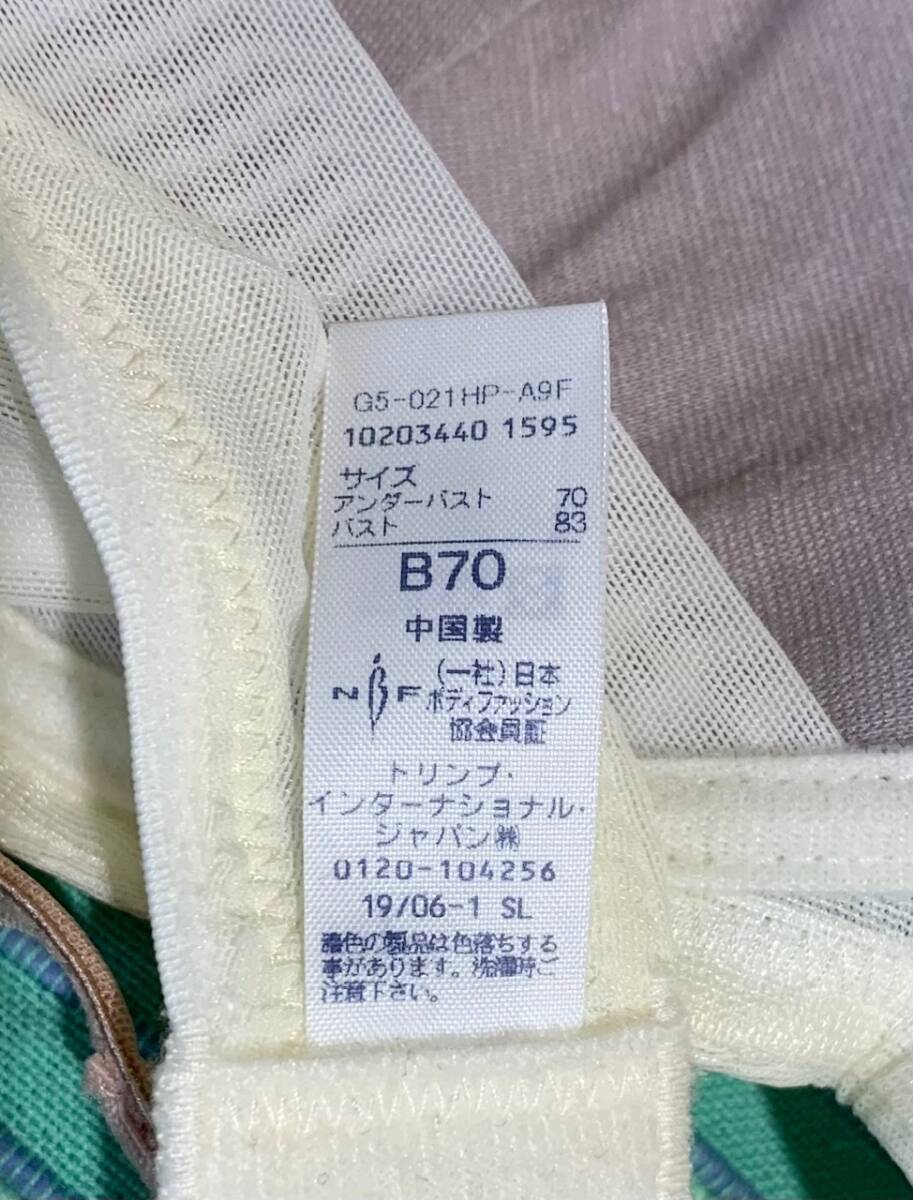 G5-021HP-A9F
10203440 1595
サイズ
アンダーバスト 70
バスト 83
B70
中国製
NBF (一社)日本
ボディファッション
協会員証
トリンプ・
インターナショナル・
ジャパン㈱
0120-104256
19/06-1 SL
濃色の製品は色落ちする
事があります。洗濯時ご
注意下さい。